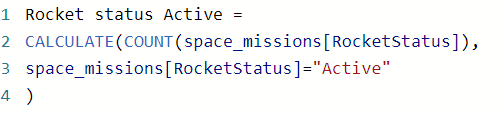 1 Rocket status Active =
2 CALCULATE(COUNT(space_missions[RocketStatus]),
3 space_missions[RocketStatus]="Active"
4 )